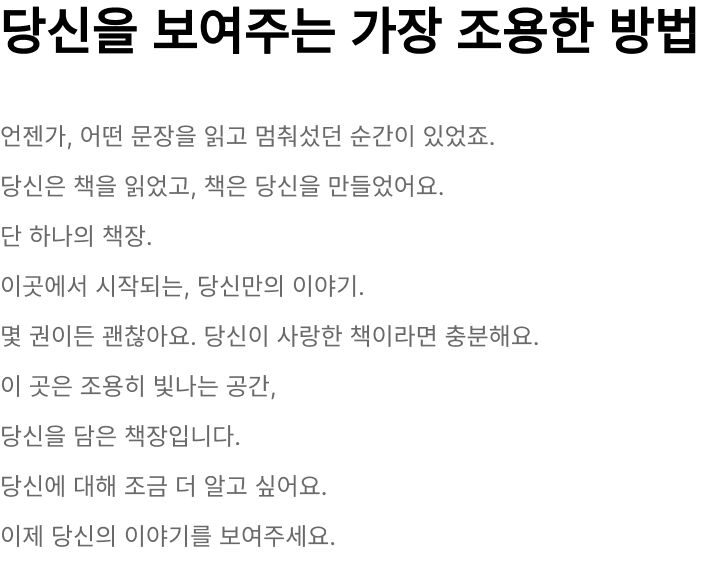 당신을 보여주는 가장 조용한 방법
언젠가, 어떤 문장을 읽고 멈춰섰던 순간이 있었죠.
당신은 책을 읽었고, 책은 당신을 만들었어요.
단 하나의 책장.
이곳에서 시작되는, 당신만의 이야기.
몇 권이든 괜찮아요. 당신이 사랑한 책이라면 충분해요.
이 곳은 조용히 빛나는 공간,
당신을 담은 책장입니다.
당신에 대해 조금 더 알고 싶어요.
이제 당신의 이야기를 보여주세요.